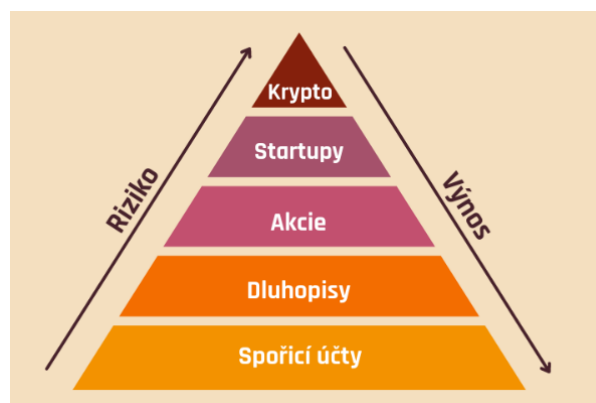 Krypto
Startupy
Akcie
Dluhopisy
Spořicí účty
Riziko
Výnos